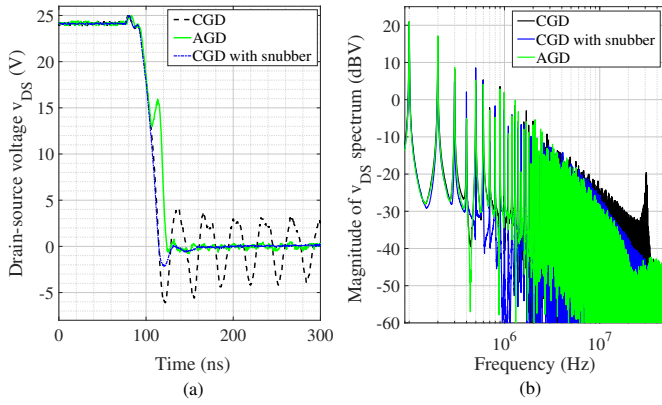 Drain-source voltage v_DS (V)
25
20
15
10
5
0
-5
0
100
200
300
Time (ns)
CGD
AGD
CGD with snubber
(a)
Magnitude of v_DS spectrum (dBV)
20
10
0
-10
-20
-30
-40
-50
-60
10^6
10^7
Frequency (Hz)
CGD
CGD with snubber
AGD
(b)